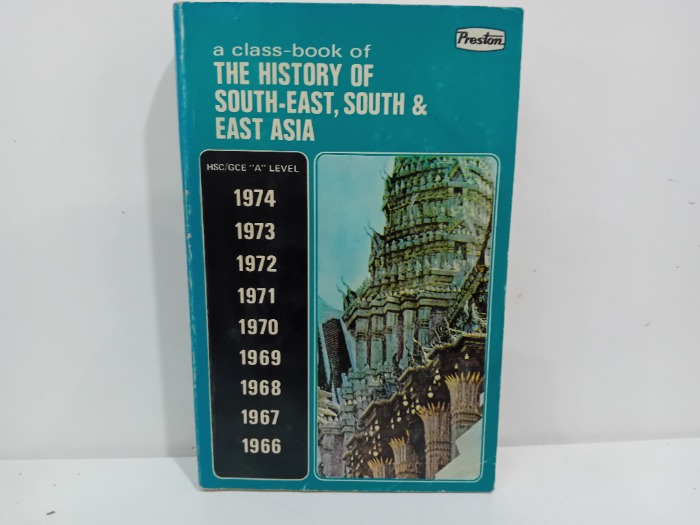 Preston
a class-book of
THE HISTORY OF
SOUTH-EAST, SOUTH &
EAST ASIA
HSC/GCE "A" LEVEL
1974
1973
1972
1971
1970
1969
1968
1967
1966